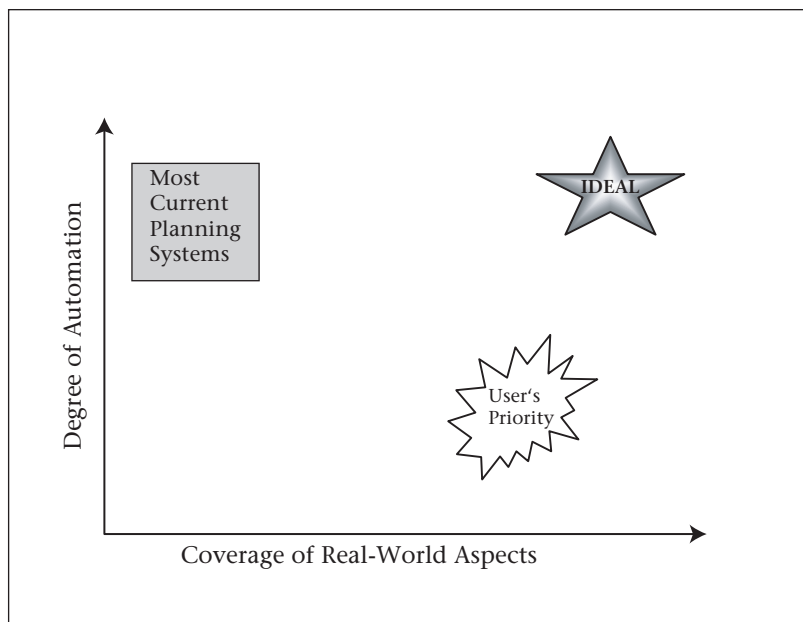 Most
Current
Planning
Systems
IDEAL
User‘s
Priority
Degree of Automation
Coverage of Real-World Aspects